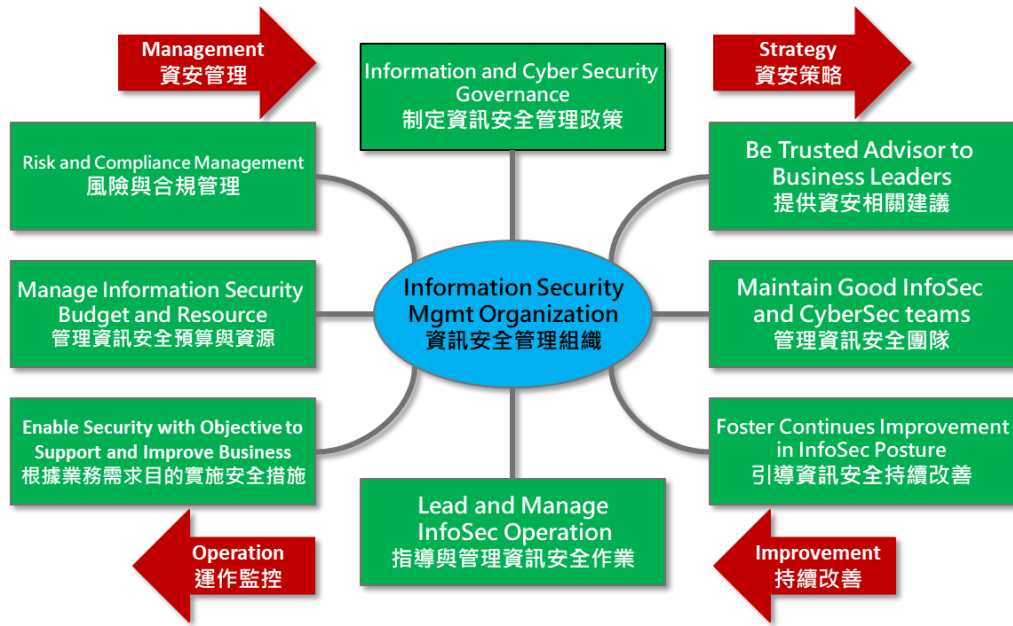 Management
資安管理
Information and Cyber Security
Governance
制定資訊安全管理政策
Strategy
資安策略
Risk and Compliance Management
風險與合規管理
Be Trusted Advisor to
Business Leaders
提供資安相關建議
Manage Information Security
Budget and Resource
管理資訊安全預算與資源
Information Security
Mgmt Organization
資訊安全管理組織
Maintain Good InfoSec
and CyberSec teams
管理資訊安全團隊
Enable Security with Objective to
Support and Improve Business
根據業務需求目的實施安全措施
Lead and Manage
InfoSec Operation
指導與管理資訊安全作業
Foster Continues Improvement
in InfoSec Posture
引導資訊安全持續改善
Operation
運作監控
Improvement
持續改善